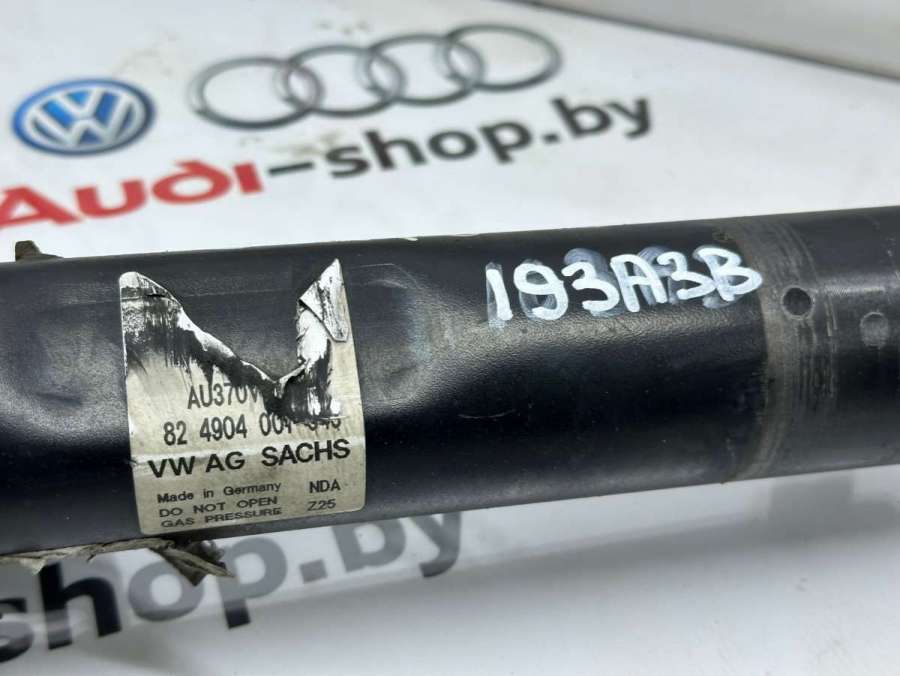 Audi-shop.by
193A3B
AU370V
82 4904 001
VW AG SACHS
Made in Germany NDA
DO NOT OPEN
GAS PRESSURE Z25
shop.by